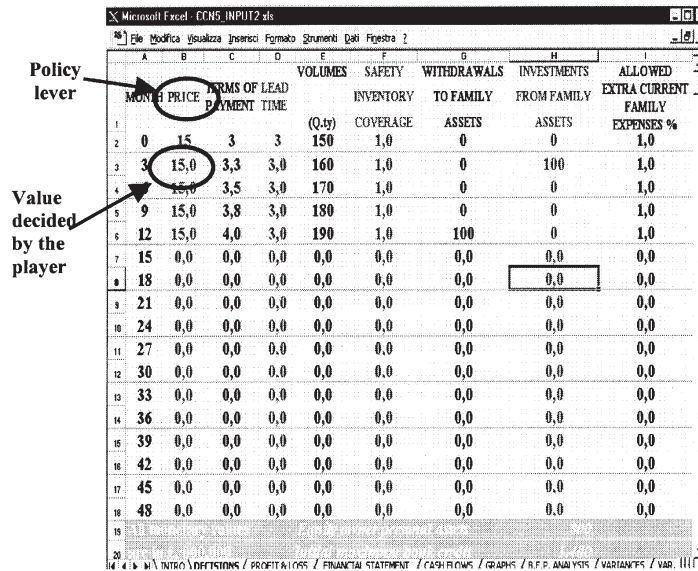 Microsoft Excel - CCN5_INPUT2.xls
File Modifica Visualizza Inserisci Formato Strumenti Dati Finestra ?
A B C D E F G H I
Policy lever
Value decided by the player
MONTH PRICE TERMS OF PAYMENT LEAD TIME VOLUMES (Q.ty) SAFETY INVENTORY COVERAGE WITHDRAWALS TO FAMILY ASSETS INVESTMENTS FROM FAMILY ASSETS ALLOWED EXTRA CURRENT FAMILY EXPENSES %
1
2 0 15 3 3 150 1,0 0 0 1,0
3 3 15,0 3,3 3,0 160 1,0 0 100 1,0
4 15,0 3,5 3,0 170 1,0 0 0 1,0
5 9 15,0 3,8 3,0 180 1,0 0 0 1,0
6 12 15,0 4,0 3,0 190 1,0 100 0 1,0
7 15 0,0 0,0 0,0 0,0 0,0 0,0 0,0 0,0
8 18 0,0 0,0 0,0 0,0 0,0 0,0 0,0 0,0
9 21 0,0 0,0 0,0 0,0 0,0 0,0 0,0 0,0
10 24 0,0 0,0 0,0 0,0 0,0 0,0 0,0 0,0
11 27 0,0 0,0 0,0 0,0 0,0 0,0 0,0 0,0
12 30 0,0 0,0 0,0 0,0 0,0 0,0 0,0 0,0
13 33 0,0 0,0 0,0 0,0 0,0 0,0 0,0 0,0
14 36 0,0 0,0 0,0 0,0 0,0 0,0 0,0 0,0
15 39 0,0 0,0 0,0 0,0 0,0 0,0 0,0 0,0
16 42 0,0 0,0 0,0 0,0 0,0 0,0 0,0 0,0
17 45 0,0 0,0 0,0 0,0 0,0 0,0 0,0 0,0
18 48 0,0 0,0 0,0 0,0 0,0 0,0 0,0 0,0
19 All monetary values
20
INTRO DECISIONS PROFIT & LOSS FINANCIAL STATEMENT CASH FLOWS GRAPHS B.E.P. ANALYSIS VARIANCES VAR.